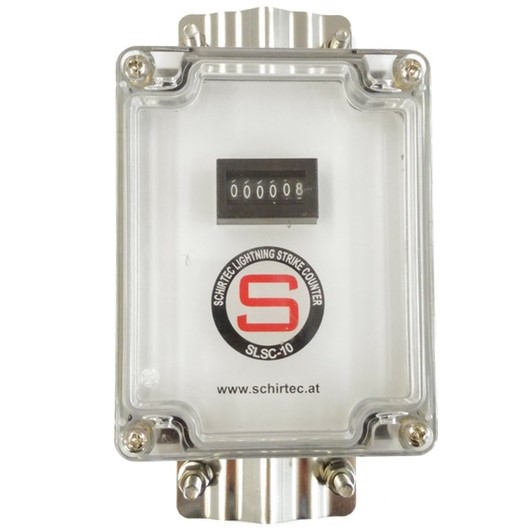 000008
SCHIRTEC LIGHTNING STRIKE COUNTER
S
SLSC-10
www.schirtec.at